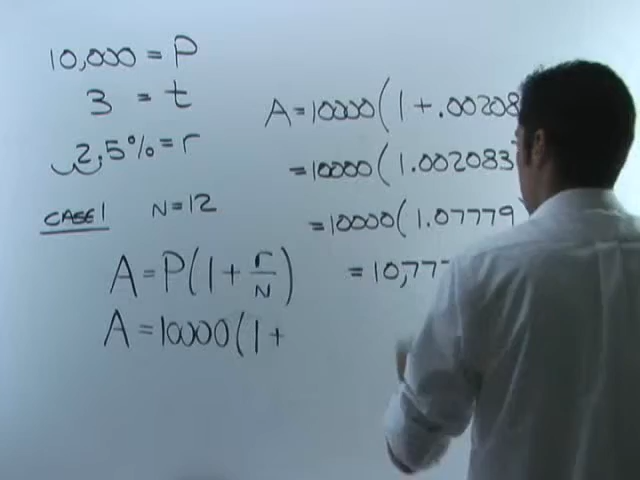 10,000 = P
3 = t
2,5% = r
CASE 1 N=12
A = P(1 + r/N)
A = 10000(1 +
A = 10000(1 + .00208
= 10000(1.002083
= 10000(1.07779
= 10,777